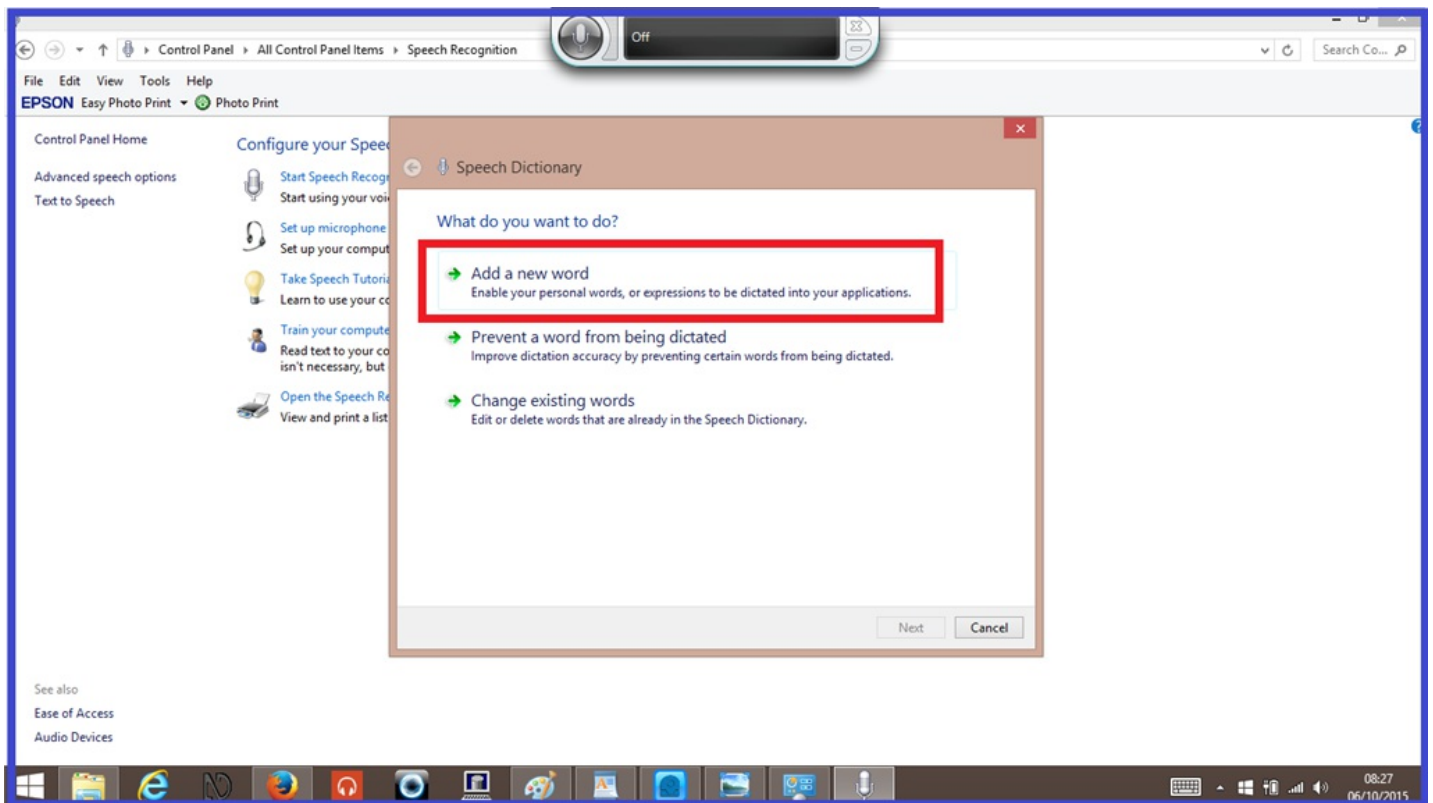 Off
Control Panel ▸ All Control Panel Items ▸ Speech Recognition
Search Co...
File Edit View Tools Help
EPSON Easy Photo Print Photo Print
Control Panel Home
Advanced speech options
Text to Speech
Configure your Speec
Start Speech Recogn
Start using your voi
Set up microphone
Set up your comput
Take Speech Tutoria
Learn to use your co
Train your compute
Read text to your co
isn't necessary, but
Open the Speech Re
View and print a list
Speech Dictionary
What do you want to do?
Add a new word
Enable your personal words, or expressions to be dictated into your applications.
Prevent a word from being dictated
Improve dictation accuracy by preventing certain words from being dictated.
Change existing words
Edit or delete words that are already in the Speech Dictionary.
Next Cancel
See also
Ease of Access
Audio Devices
08:27
06/10/2015